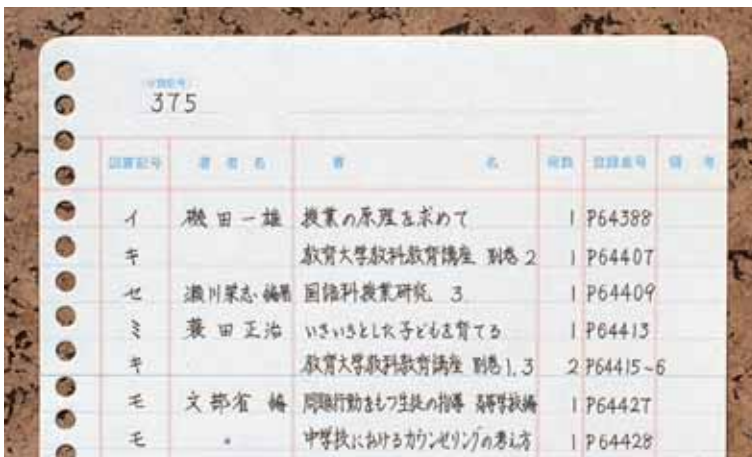 分類記号
375
図書記号 著者名 書名 冊数 登録番号 備考
イ 磯田一雄 授業の原理を求めて 1 P64388
キ 教育大学教科教育講座 別巻2 1 P64407
セ 瀬川栄志・編著 国語科授業研究 3 1 P64409
ミ 蓑田正治 いきいきとした子どもを育てる 1 P64413
キ 教育大学教科教育講座 別巻1,3 2 P64415~6
モ 文部省 編 問題行動をもつ生徒の指導 高等学校編 1 P64427
モ 〃 中学校におけるカウンセリングの考え方 1 P64428